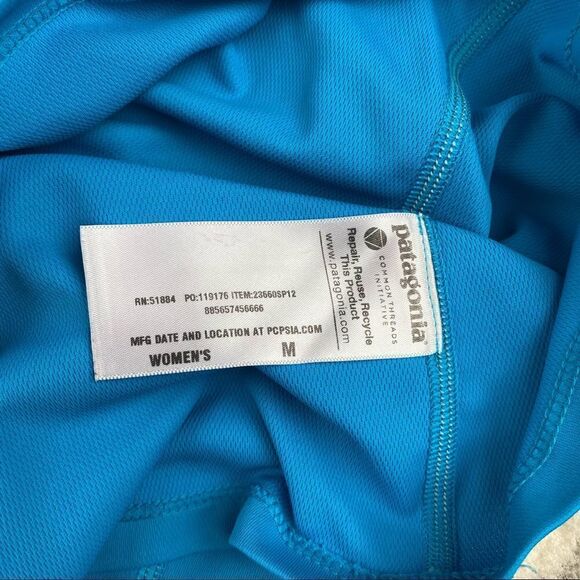 patagonia
COMMON THREADS
INITIATIVE
Repair, Reuse, Recycle
This Product
www.patagonia.com
RN:51884 PO:119176 ITEM:23660SP12
885657456666
MFG DATE AND LOCATION AT PCPSIA.COM
WOMEN'S M